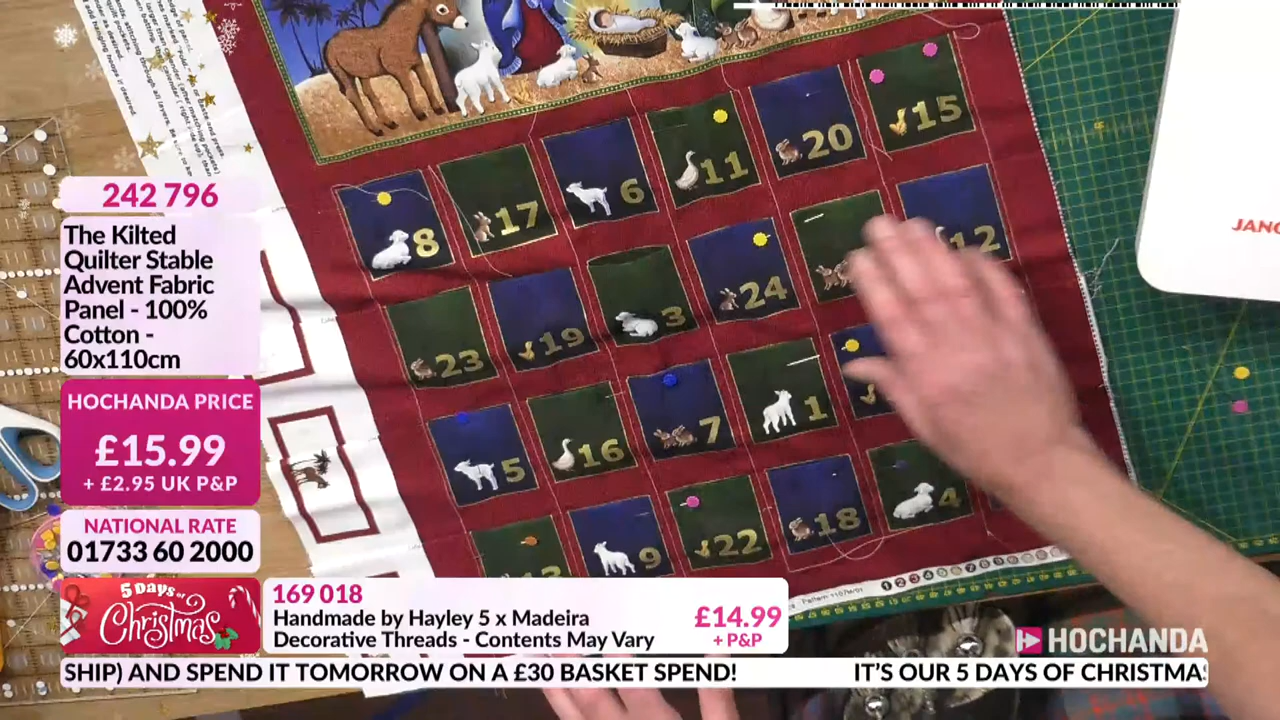 242 796
The Kilted
Quilter Stable
Advent Fabric
Panel - 100%
Cotton -
60x110cm
HOCHANDA PRICE
£15.99
+ £2.95 UK P&P
NATIONAL RATE
01733 60 2000
5 Days of
Christmas
169 018
Handmade by Hayley 5 x Madeira
Decorative Threads - Contents May Vary
£14.99
+ P&P
HOCHANDA
SHIP) AND SPEND IT TOMORROW ON A £30 BASKET SPEND!
IT'S OUR 5 DAYS OF CHRISTMAS
JANO
8 17 6 11 20 15
23 19 3 24 12
5 16 7 1
13 9 22 18 4